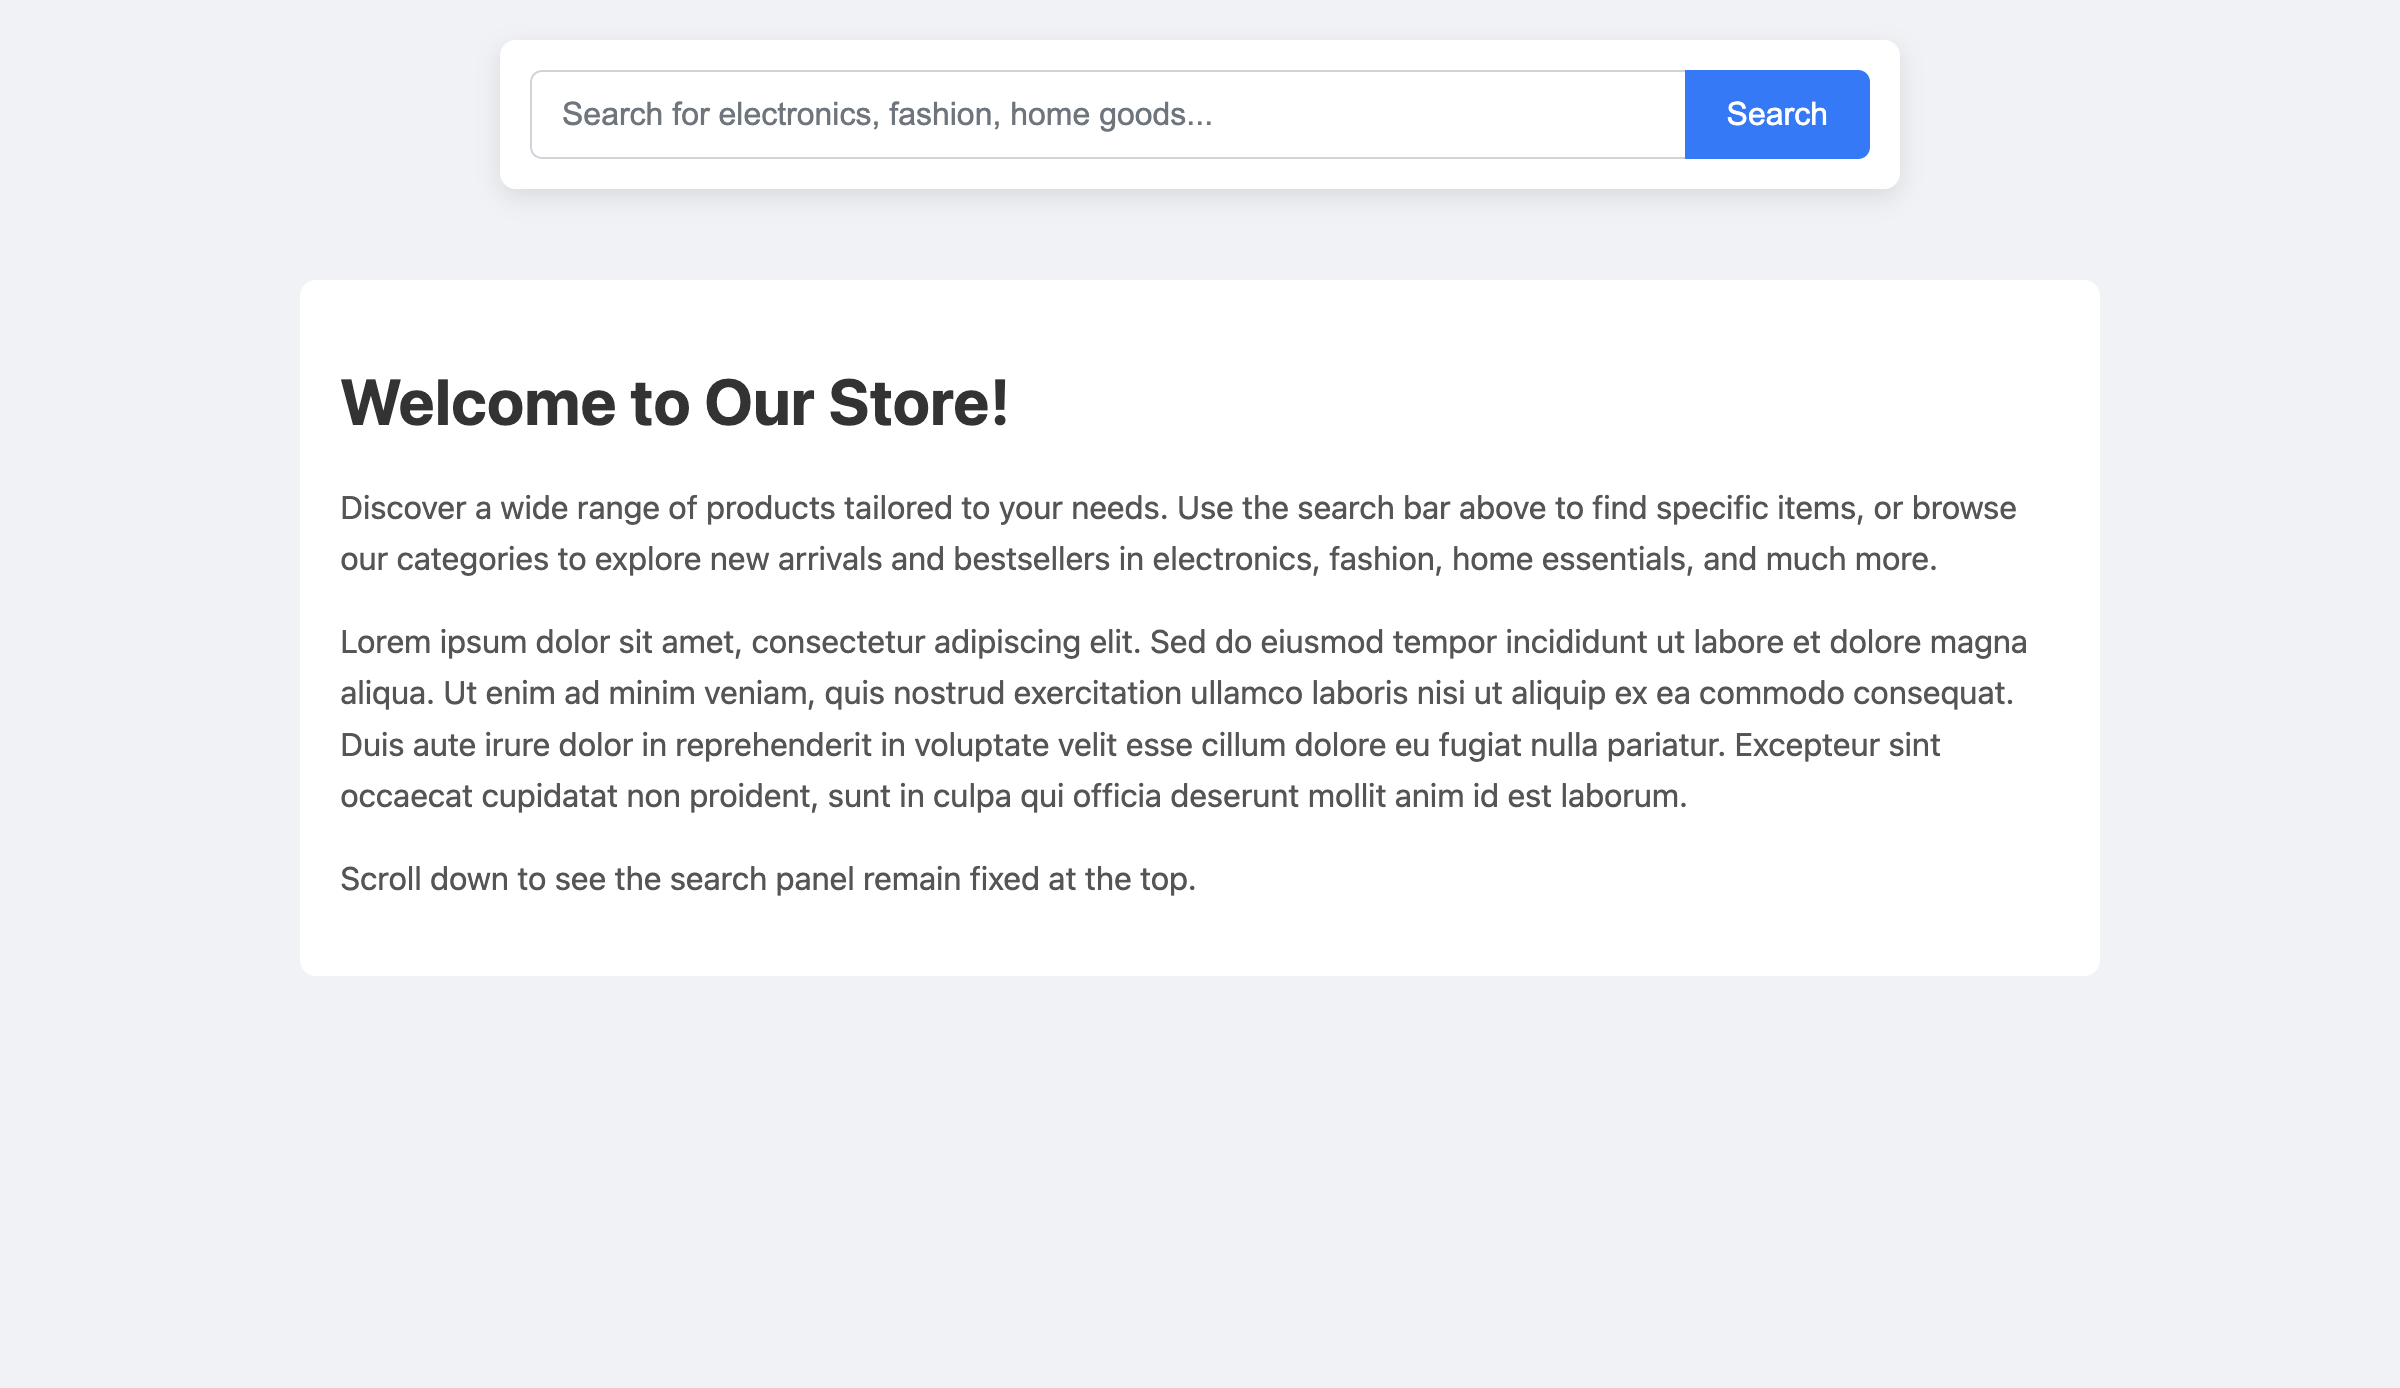 Search for electronics, fashion, home goods...
Search
Welcome to Our Store!
Discover a wide range of products tailored to your needs. Use the search bar above to find specific items, or browse
our categories to explore new arrivals and bestsellers in electronics, fashion, home essentials, and much more.
Lorem ipsum dolor sit amet, consectetur adipiscing elit. Sed do eiusmod tempor incididunt ut labore et dolore magna
aliqua. Ut enim ad minim veniam, quis nostrud exercitation ullamco laboris nisi ut aliquip ex ea commodo consequat.
Duis aute irure dolor in reprehenderit in voluptate velit esse cillum dolore eu fugiat nulla pariatur. Excepteur sint
occaecat cupidatat non proident, sunt in culpa qui officia deserunt mollit anim id est laborum.
Scroll down to see the search panel remain fixed at the top.